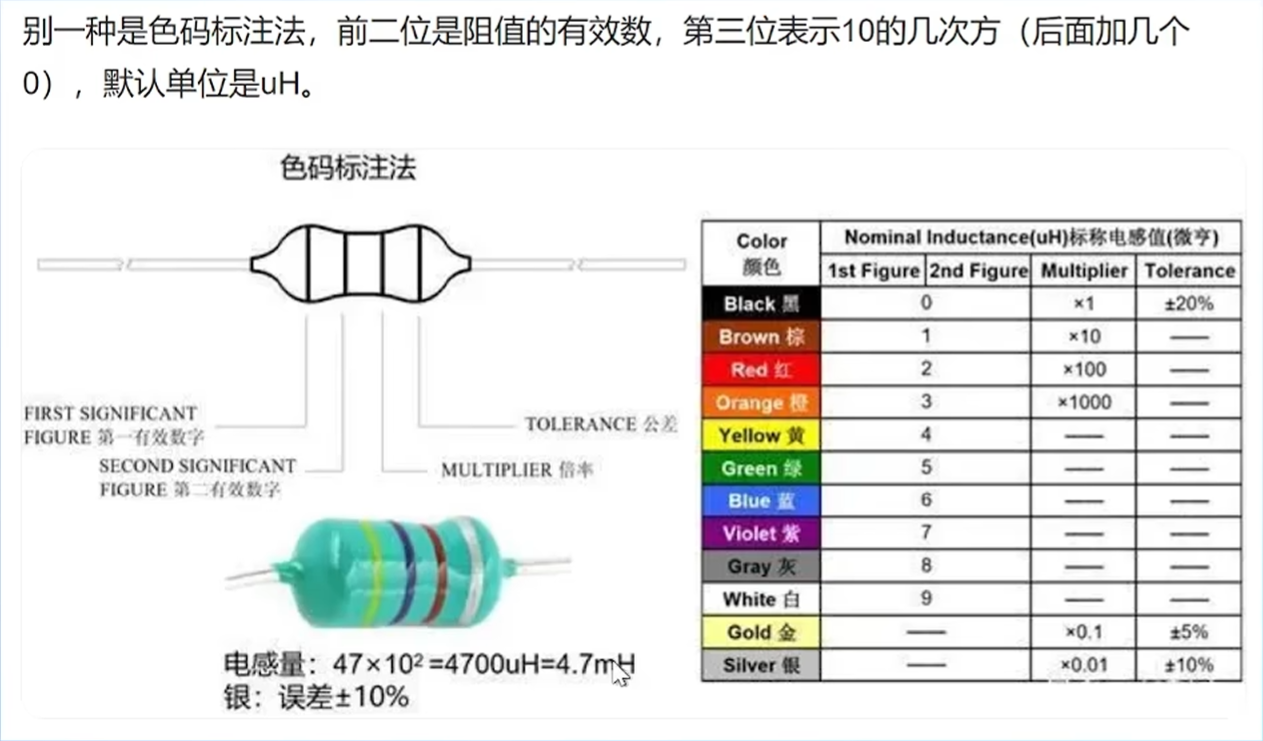 别一种是色码标注法，前二位是阻值的有效数，第三位表示10的几次方（后面加几个
0），默认单位是uH。
色码标注法
FIRST SIGNIFICANT
FIGURE 第一有效数字
SECOND SIGNIFICANT
FIGURE 第二有效数字
MULTIPLIER 倍率
TOLERANCE 公差
电感量：47×10²=4700uH=4.7mH
银：误差±10%
Color 颜色 Nominal Inductance(uH)标称电感值(微亨)
1st Figure 2nd Figure Multiplier Tolerance
Black 黑 0 ×1 ±20%
Brown 棕 1 ×10 ——
Red 红 2 ×100 ——
Orange 橙 3 ×1000 ——
Yellow 黄 4 —— ——
Green 绿 5 —— ——
Blue 蓝 6 —— ——
Violet 紫 7 —— ——
Gray 灰 8 —— ——
White 白 9 —— ——
Gold 金 —— ×0.1 ±5%
Silver 银 —— ×0.01 ±10%